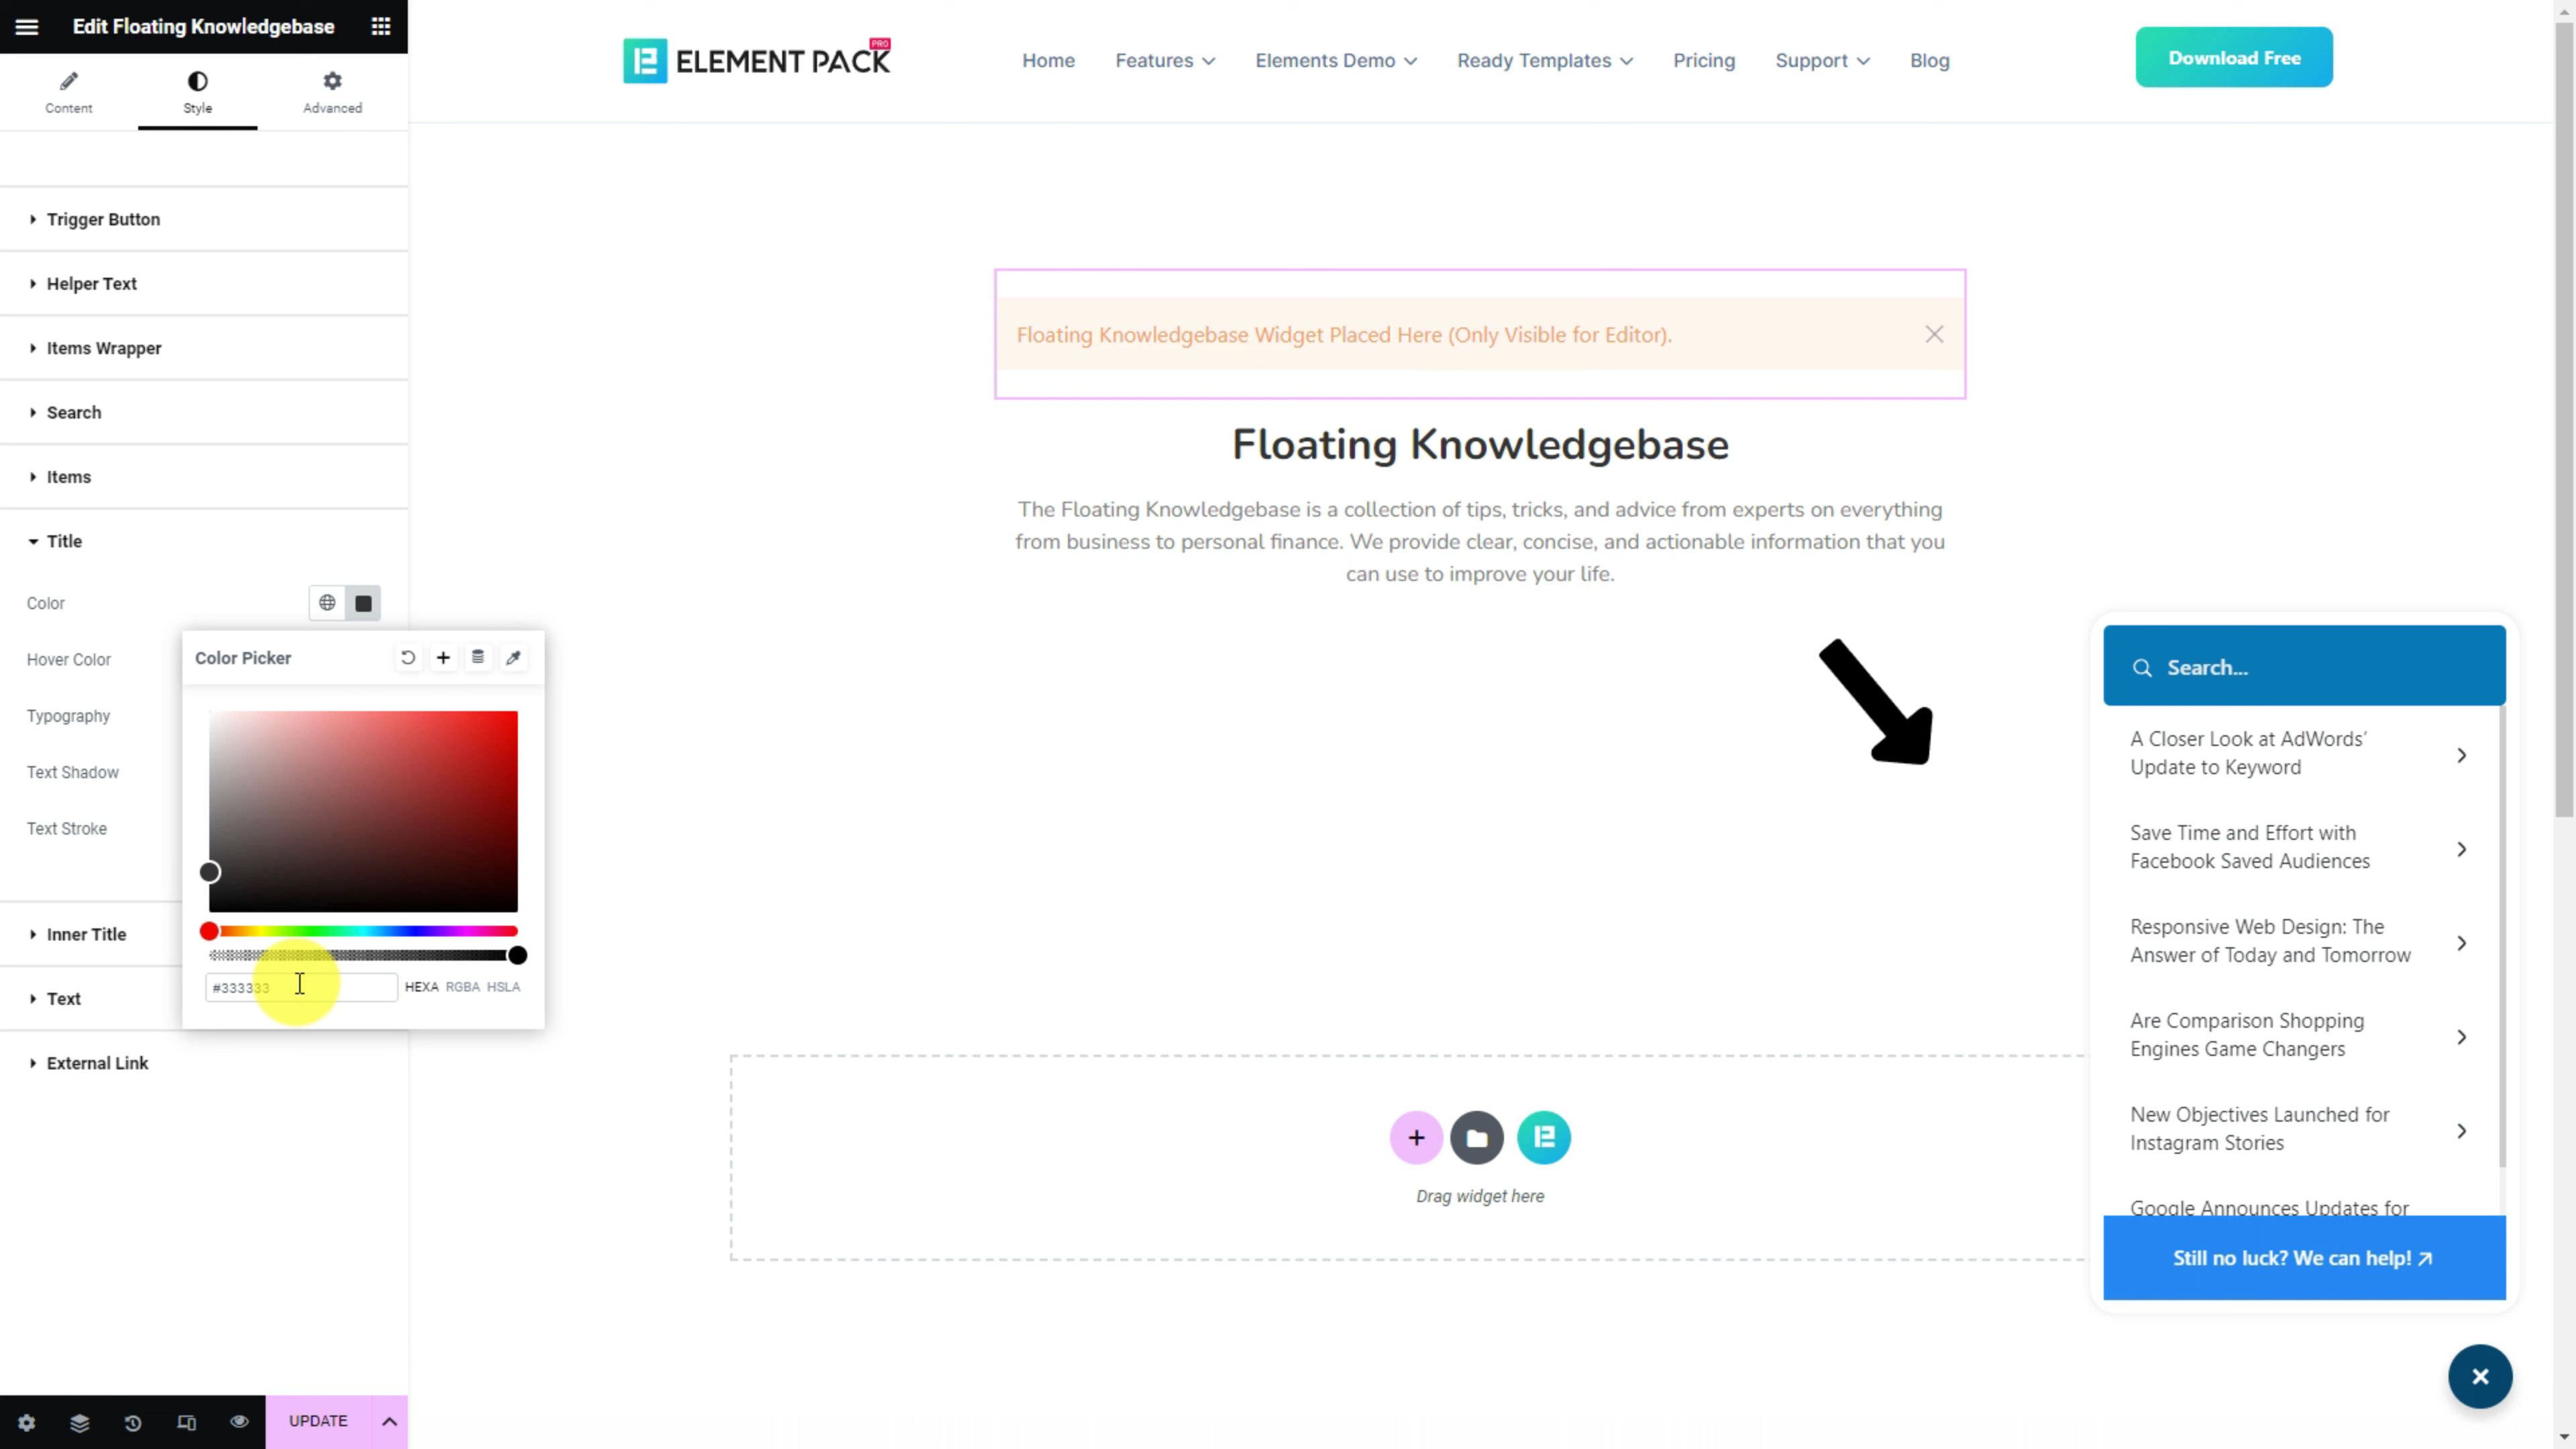 Edit Floating Knowledgebase
Content
Style
Advanced
Trigger Button
Helper Text
Items Wrapper
Search
Items
Title
Color
Hover Color
Typography
Text Shadow
Text Stroke
Inner Title
Text
External Link
Color Picker
#333333
HEXA RGBA HSLA
UPDATE
ELEMENT PACK PRO
Home
Features
Elements Demo
Ready Templates
Pricing
Support
Blog
Download Free
Floating Knowledgebase Widget Placed Here (Only Visible for Editor).
Floating Knowledgebase
The Floating Knowledgebase is a collection of tips, tricks, and advice from experts on everything
from business to personal finance. We provide clear, concise, and actionable information that you
can use to improve your life.
Drag widget here
Search...
A Closer Look at AdWords’
Update to Keyword
Save Time and Effort with
Facebook Saved Audiences
Responsive Web Design: The
Answer of Today and Tomorrow
Are Comparison Shopping
Engines Game Changers
New Objectives Launched for
Instagram Stories
Google Announces Updates for
Still no luck? We can help!